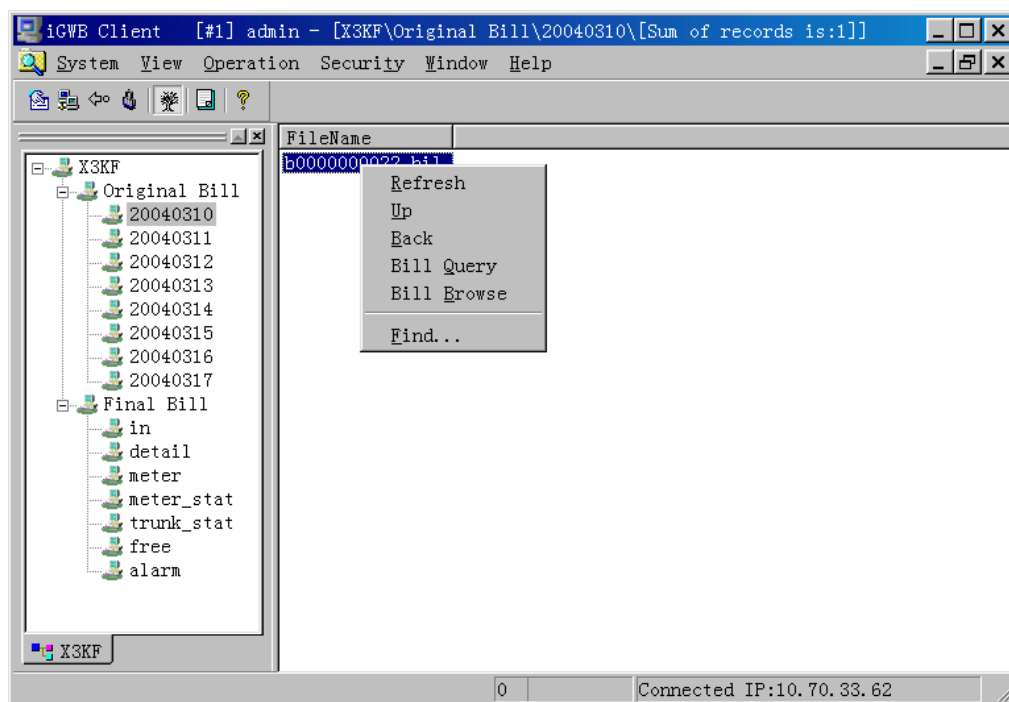 iGWB Client [#1] admin - [X3KF\Original Bill\20040310\[Sum of records is:1]]
System View Operation Security Window Help
FileName
b0000000022.bil
X3KF
Original Bill
20040310
20040311
20040312
20040313
20040314
20040315
20040316
20040317
Final Bill
in
detail
meter
meter_stat
trunk_stat
free
alarm
Refresh
Up
Back
Bill Query
Bill Browse
Find...
X3KF
0
Connected IP:10.70.33.62